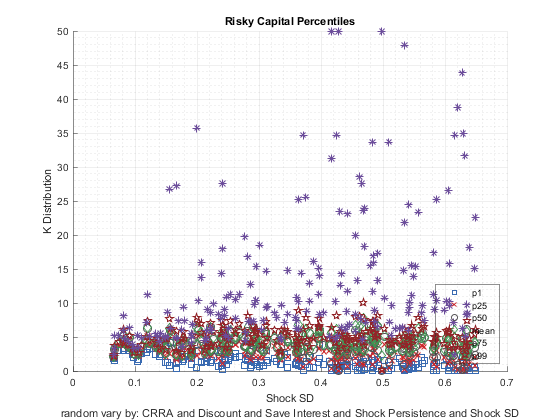 Risky Capital Percentiles
50
45
40
35
30
25
20
15
10
5
0
K Distribution
p1
p25
p50
mean
p75
p99
0
0.1
0.2
0.3
0.4
0.5
0.6
0.7
Shock SD
random vary by: CRRA and Discount and Save Interest and Shock Persistence and Shock SD